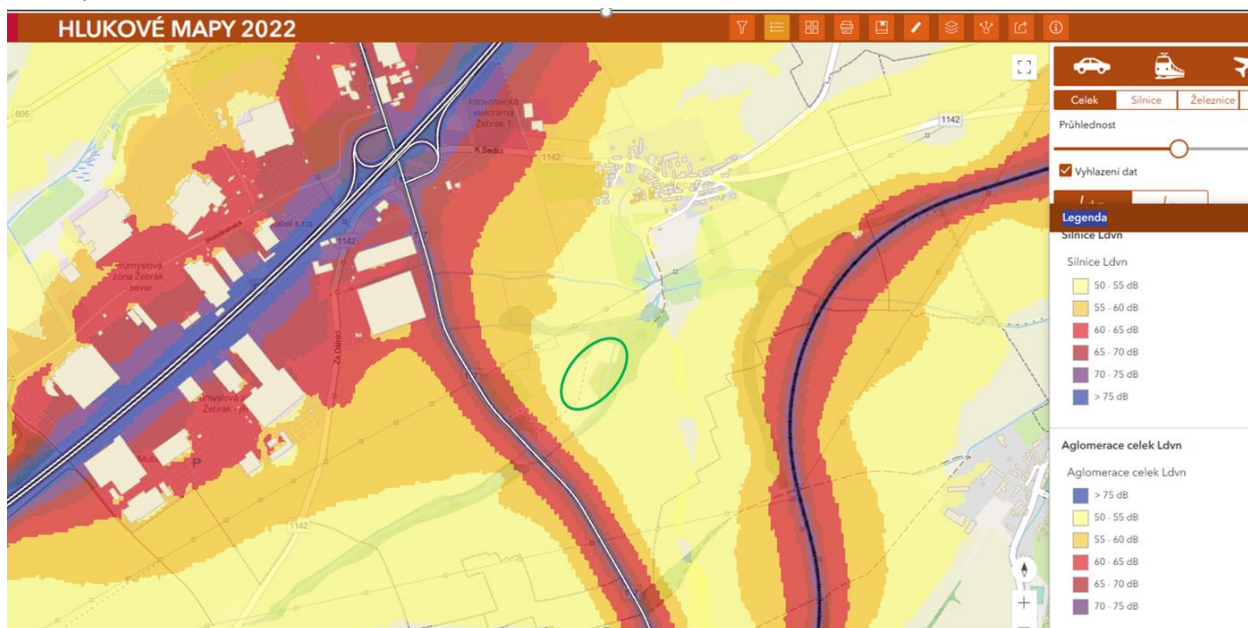 HLUKOVÉ MAPY 2022
Celek
Silnice
Železnice
Průhlednost
Vyhlazení dat
Legenda
Silnice Ldvn
Silnice Ldvn
50 - 55 dB
55 - 60 dB
60 - 65 dB
65 - 70 dB
70 - 75 dB
> 75 dB
Aglomerace celek Ldvn
Aglomerace celek Ldvn
> 75 dB
50 - 55 dB
55 - 60 dB
60 - 65 dB
65 - 70 dB
70 - 75 dB
605
fotovoltaická
elektrárna
Žebrák 1
K Sedlu
1142
1142
Skandinávská
1142
Průmyslová
zóna Žebrák
- sever
Za Dálnicí
P
1142